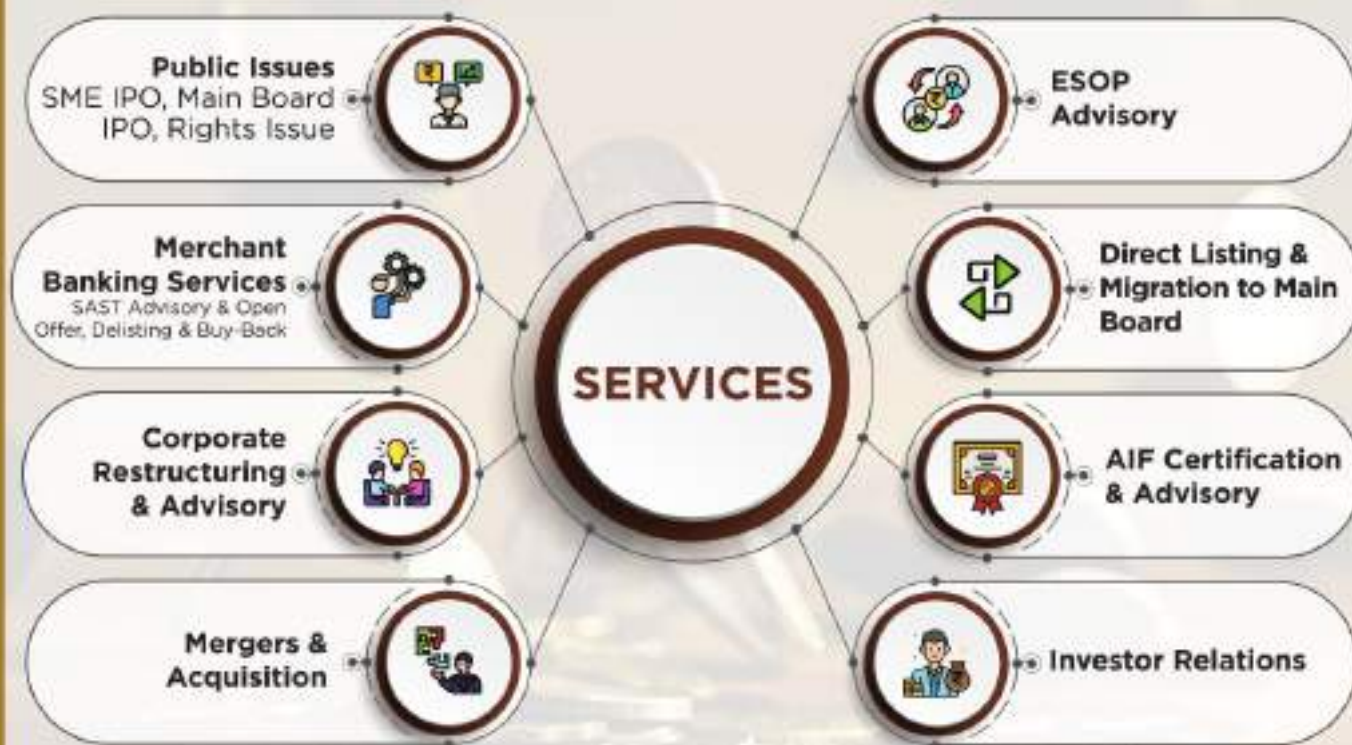 Public Issues
SME IPO, Main Board
IPO, Rights Issue
Merchant
Banking Services
SAST Advisory & Open
Offer, Delisting & Buy-Back
Corporate
Restructuring
& Advisory
Mergers &
Acquisition
SERVICES
ESOP
Advisory
Direct Listing &
Migration to Main
Board
AIF Certification
& Advisory
Investor Relations